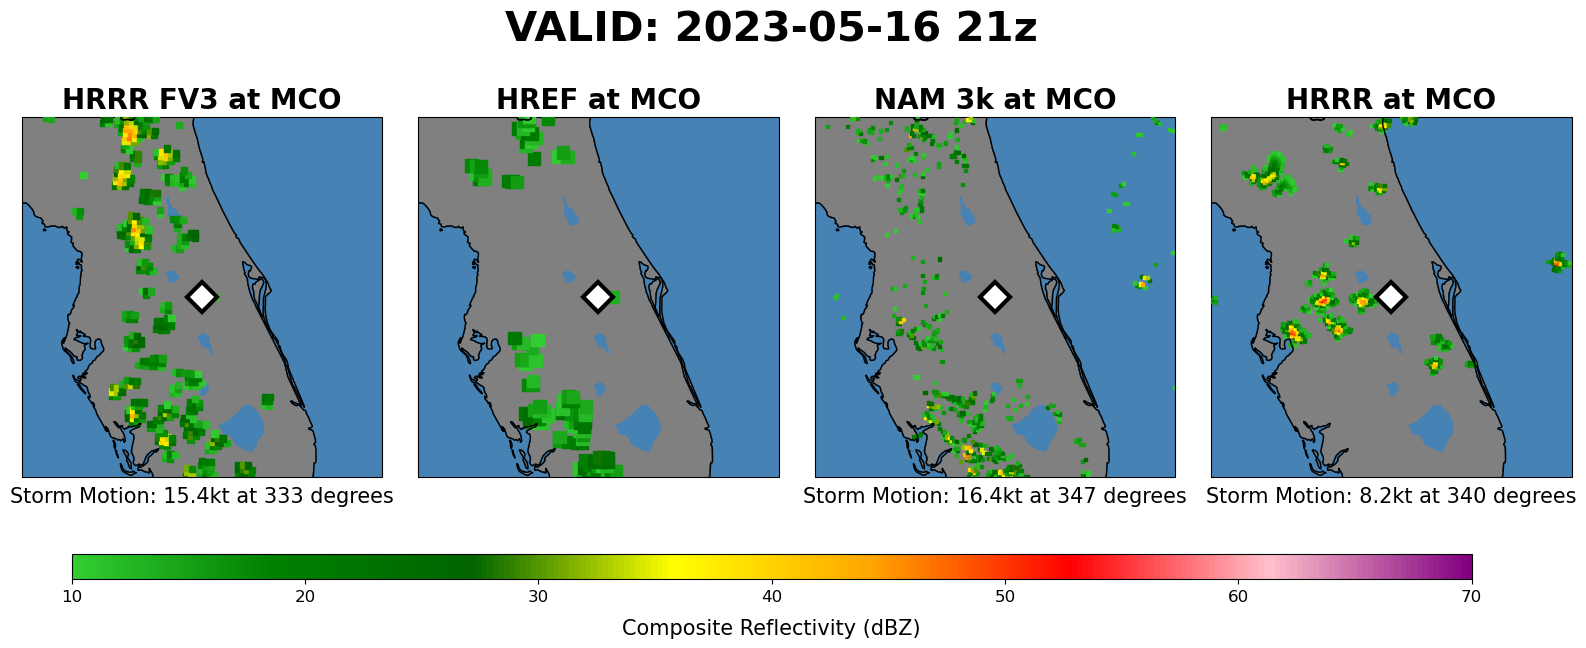 VALID: 2023-05-16 21z
HRRR FV3 at MCO
HREF at MCO
NAM 3k at MCO
HRRR at MCO
Storm Motion: 15.4kt at 333 degrees
Storm Motion: 16.4kt at 347 degrees
Storm Motion: 8.2kt at 340 degrees
10 20 30 40 50 60 70
Composite Reflectivity (dBZ)